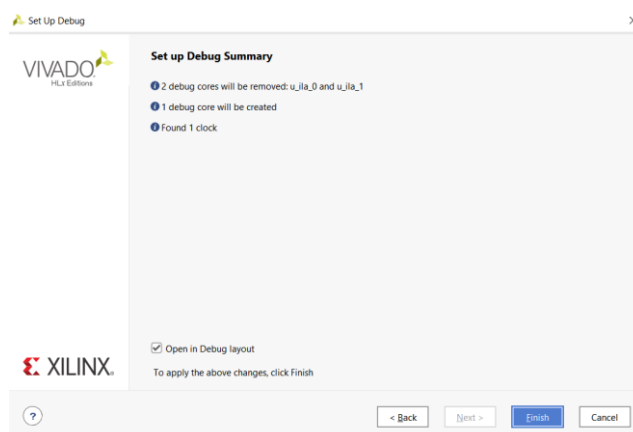 Set Up Debug
VIVADO
HLx Editions
Set up Debug Summary
2 debug cores will be removed: u_ila_0 and u_ila_1
1 debug core will be created
Found 1 clock
Open in Debug layout
To apply the above changes, click Finish
XILINX
? < Back Next > Finish Cancel